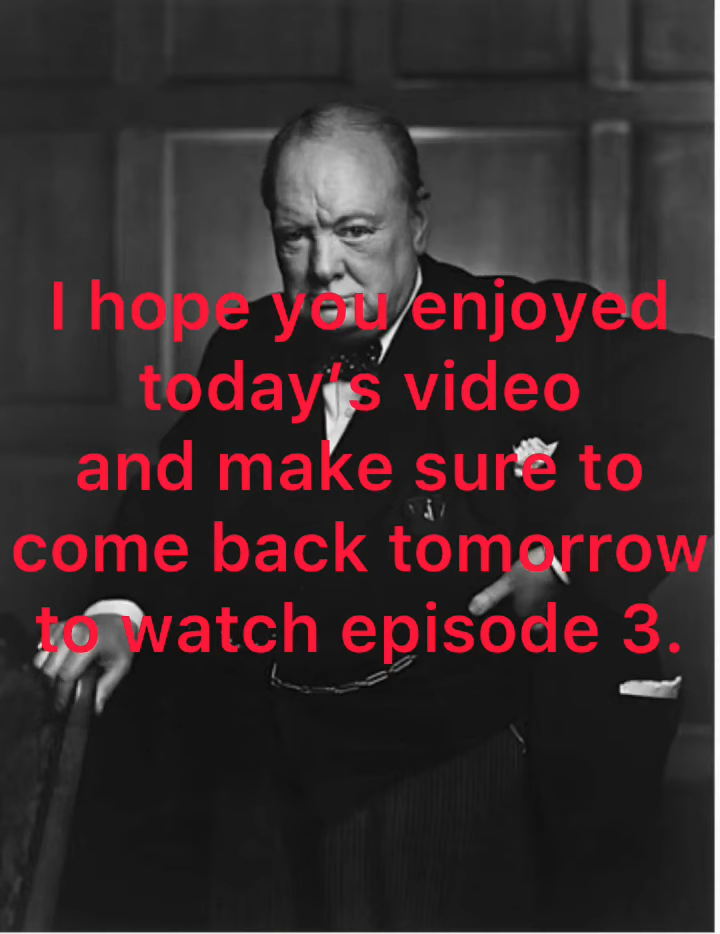 I hope you enjoyed
today's video
and make sure to
come back tomorrow
to watch episode 3.